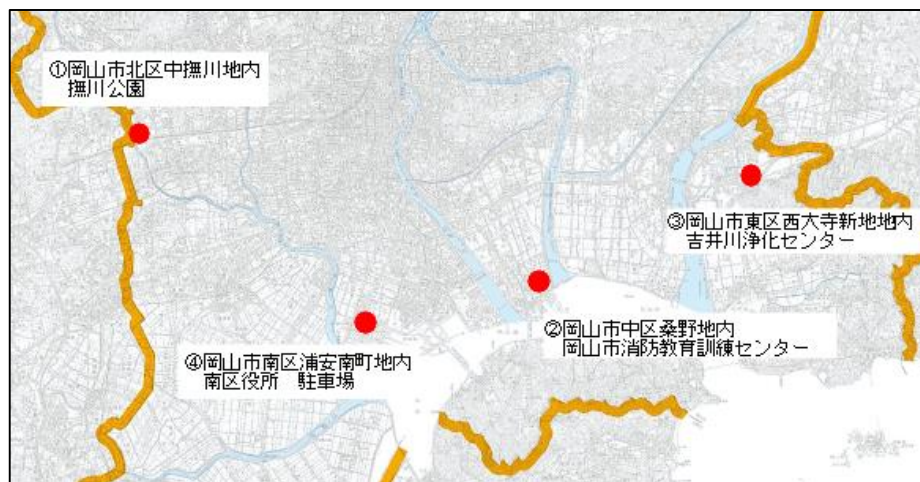 ①岡山市北区中撫川地内
撫川公園
③岡山市東区西大寺新地地内
吉井川浄化センター
②岡山市中区桑野地内
岡山市消防教育訓練センター
④岡山市南区浦安南町地内
南区役所　駐車場